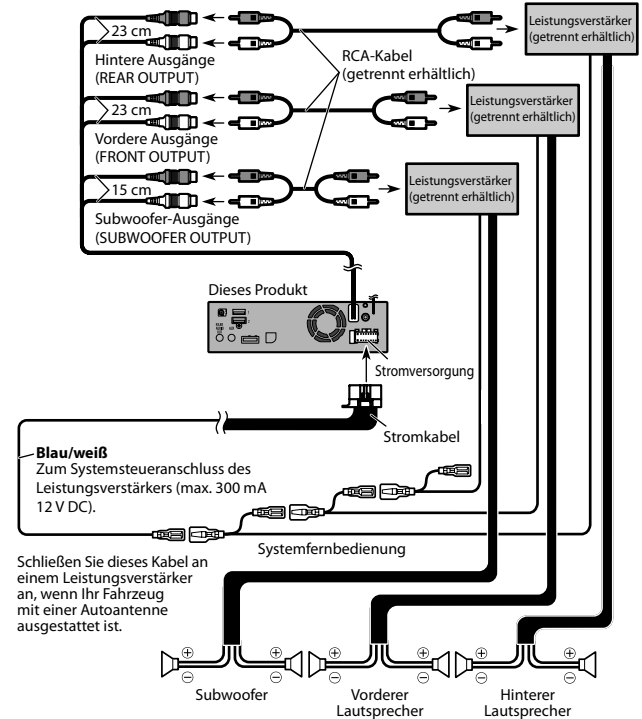 Leistungsverstärker
(getrennt erhältlich)
23 cm
Hintere Ausgänge
(REAR OUTPUT)
RCA-Kabel
(getrennt erhältlich)
Leistungsverstärker
(getrennt erhältlich)
23 cm
Vordere Ausgänge
(FRONT OUTPUT)
Leistungsverstärker
(getrennt erhältlich)
15 cm
Subwoofer-Ausgänge
(SUBWOOFER OUTPUT)
Dieses Produkt
Stromversorgung
Stromkabel
Blau/weiß
Zum Systemsteueranschluss des
Leistungsverstärkers (max. 300 mA
12 V DC).
Systemfernbedienung
Schließen Sie dieses Kabel an
einem Leistungsverstärker
an, wenn Ihr Fahrzeug
mit einer Autoantenne
ausgestattet ist.
⊕ ⊕ ⊕ ⊕ ⊕ ⊕
⊖ ⊖ ⊖ ⊖ ⊖ ⊖
Subwoofer
Vorderer
Lautsprecher
Hinterer
Lautsprecher